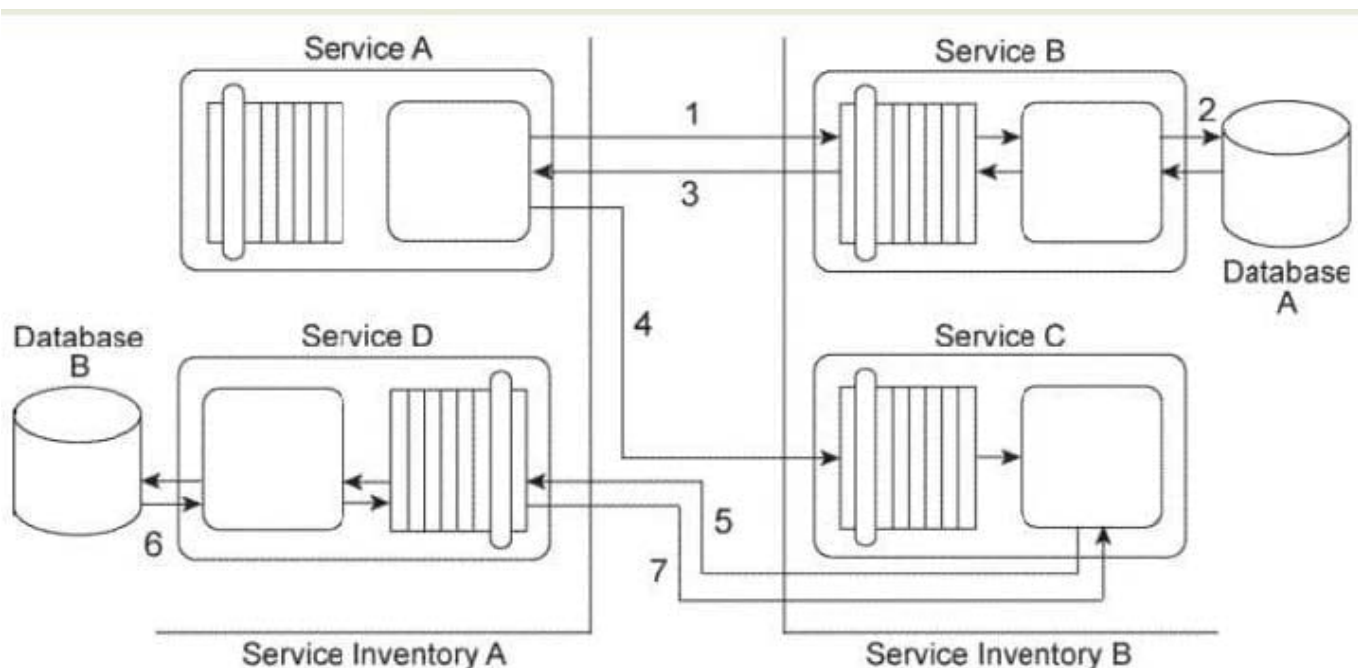 Service A
Service B
1
2
3
Database
A
4
Database
B
Service D
Service C
5
6
7
Service Inventory A
Service Inventory B